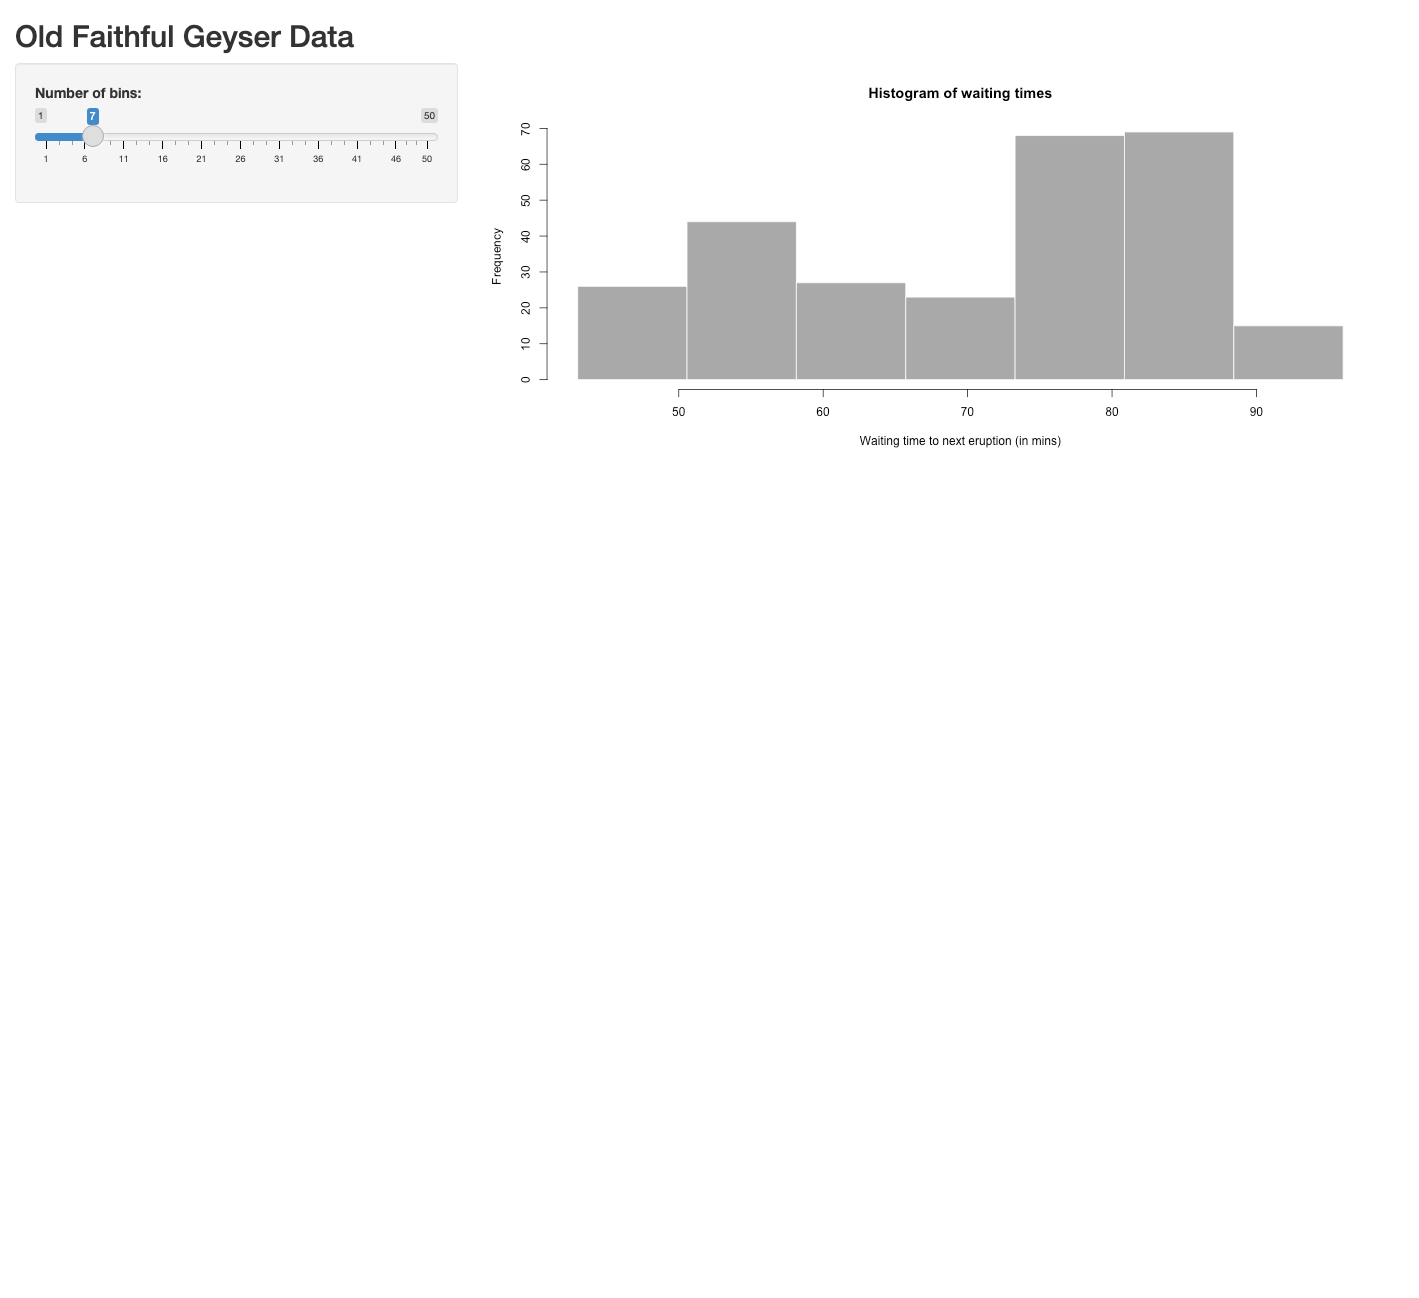 Old Faithful Geyser Data
Number of bins:
1 7 50
1 6 11 16 21 26 31 36 41 46 50
Histogram of waiting times
Frequency
70
60
50
40
30
20
10
0
50 60 70 80 90
Waiting time to next eruption (in mins)